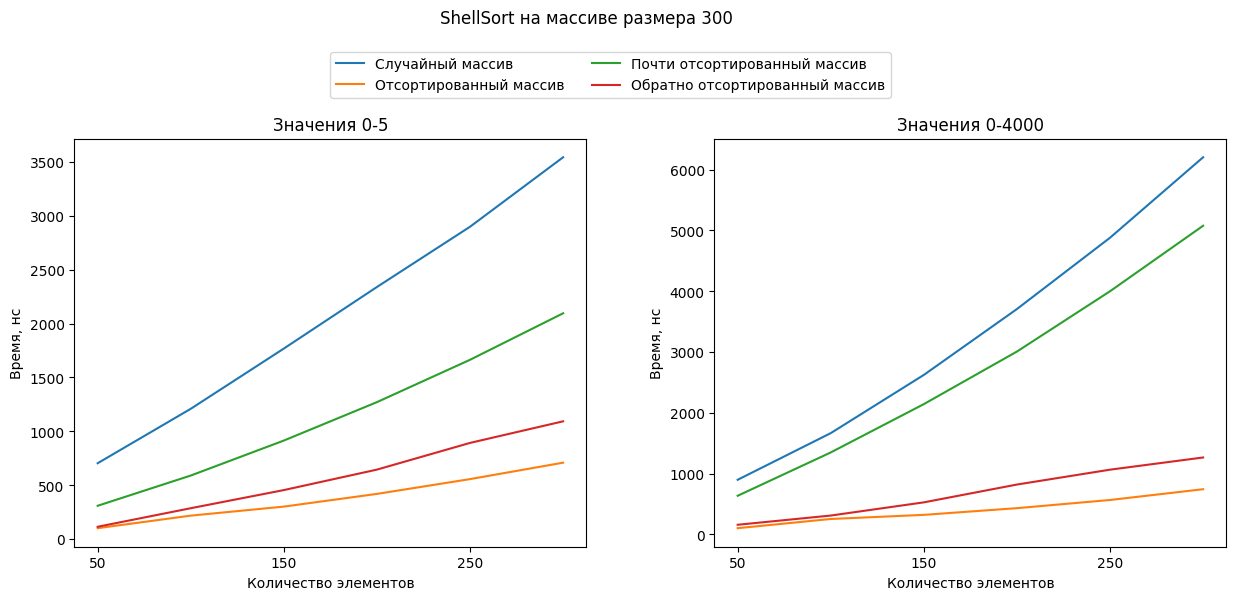 ShellSort на массиве размера 300
Случайный массив
Отсортированный массив
Почти отсортированный массив
Обратно отсортированный массив
Значения 0-5
3500
3000
2500
2000
1500
1000
500
0
Время, нс
50
150
250
Количество элементов
Значения 0-4000
6000
5000
4000
3000
2000
1000
0
Время, нс
50
150
250
Количество элементов